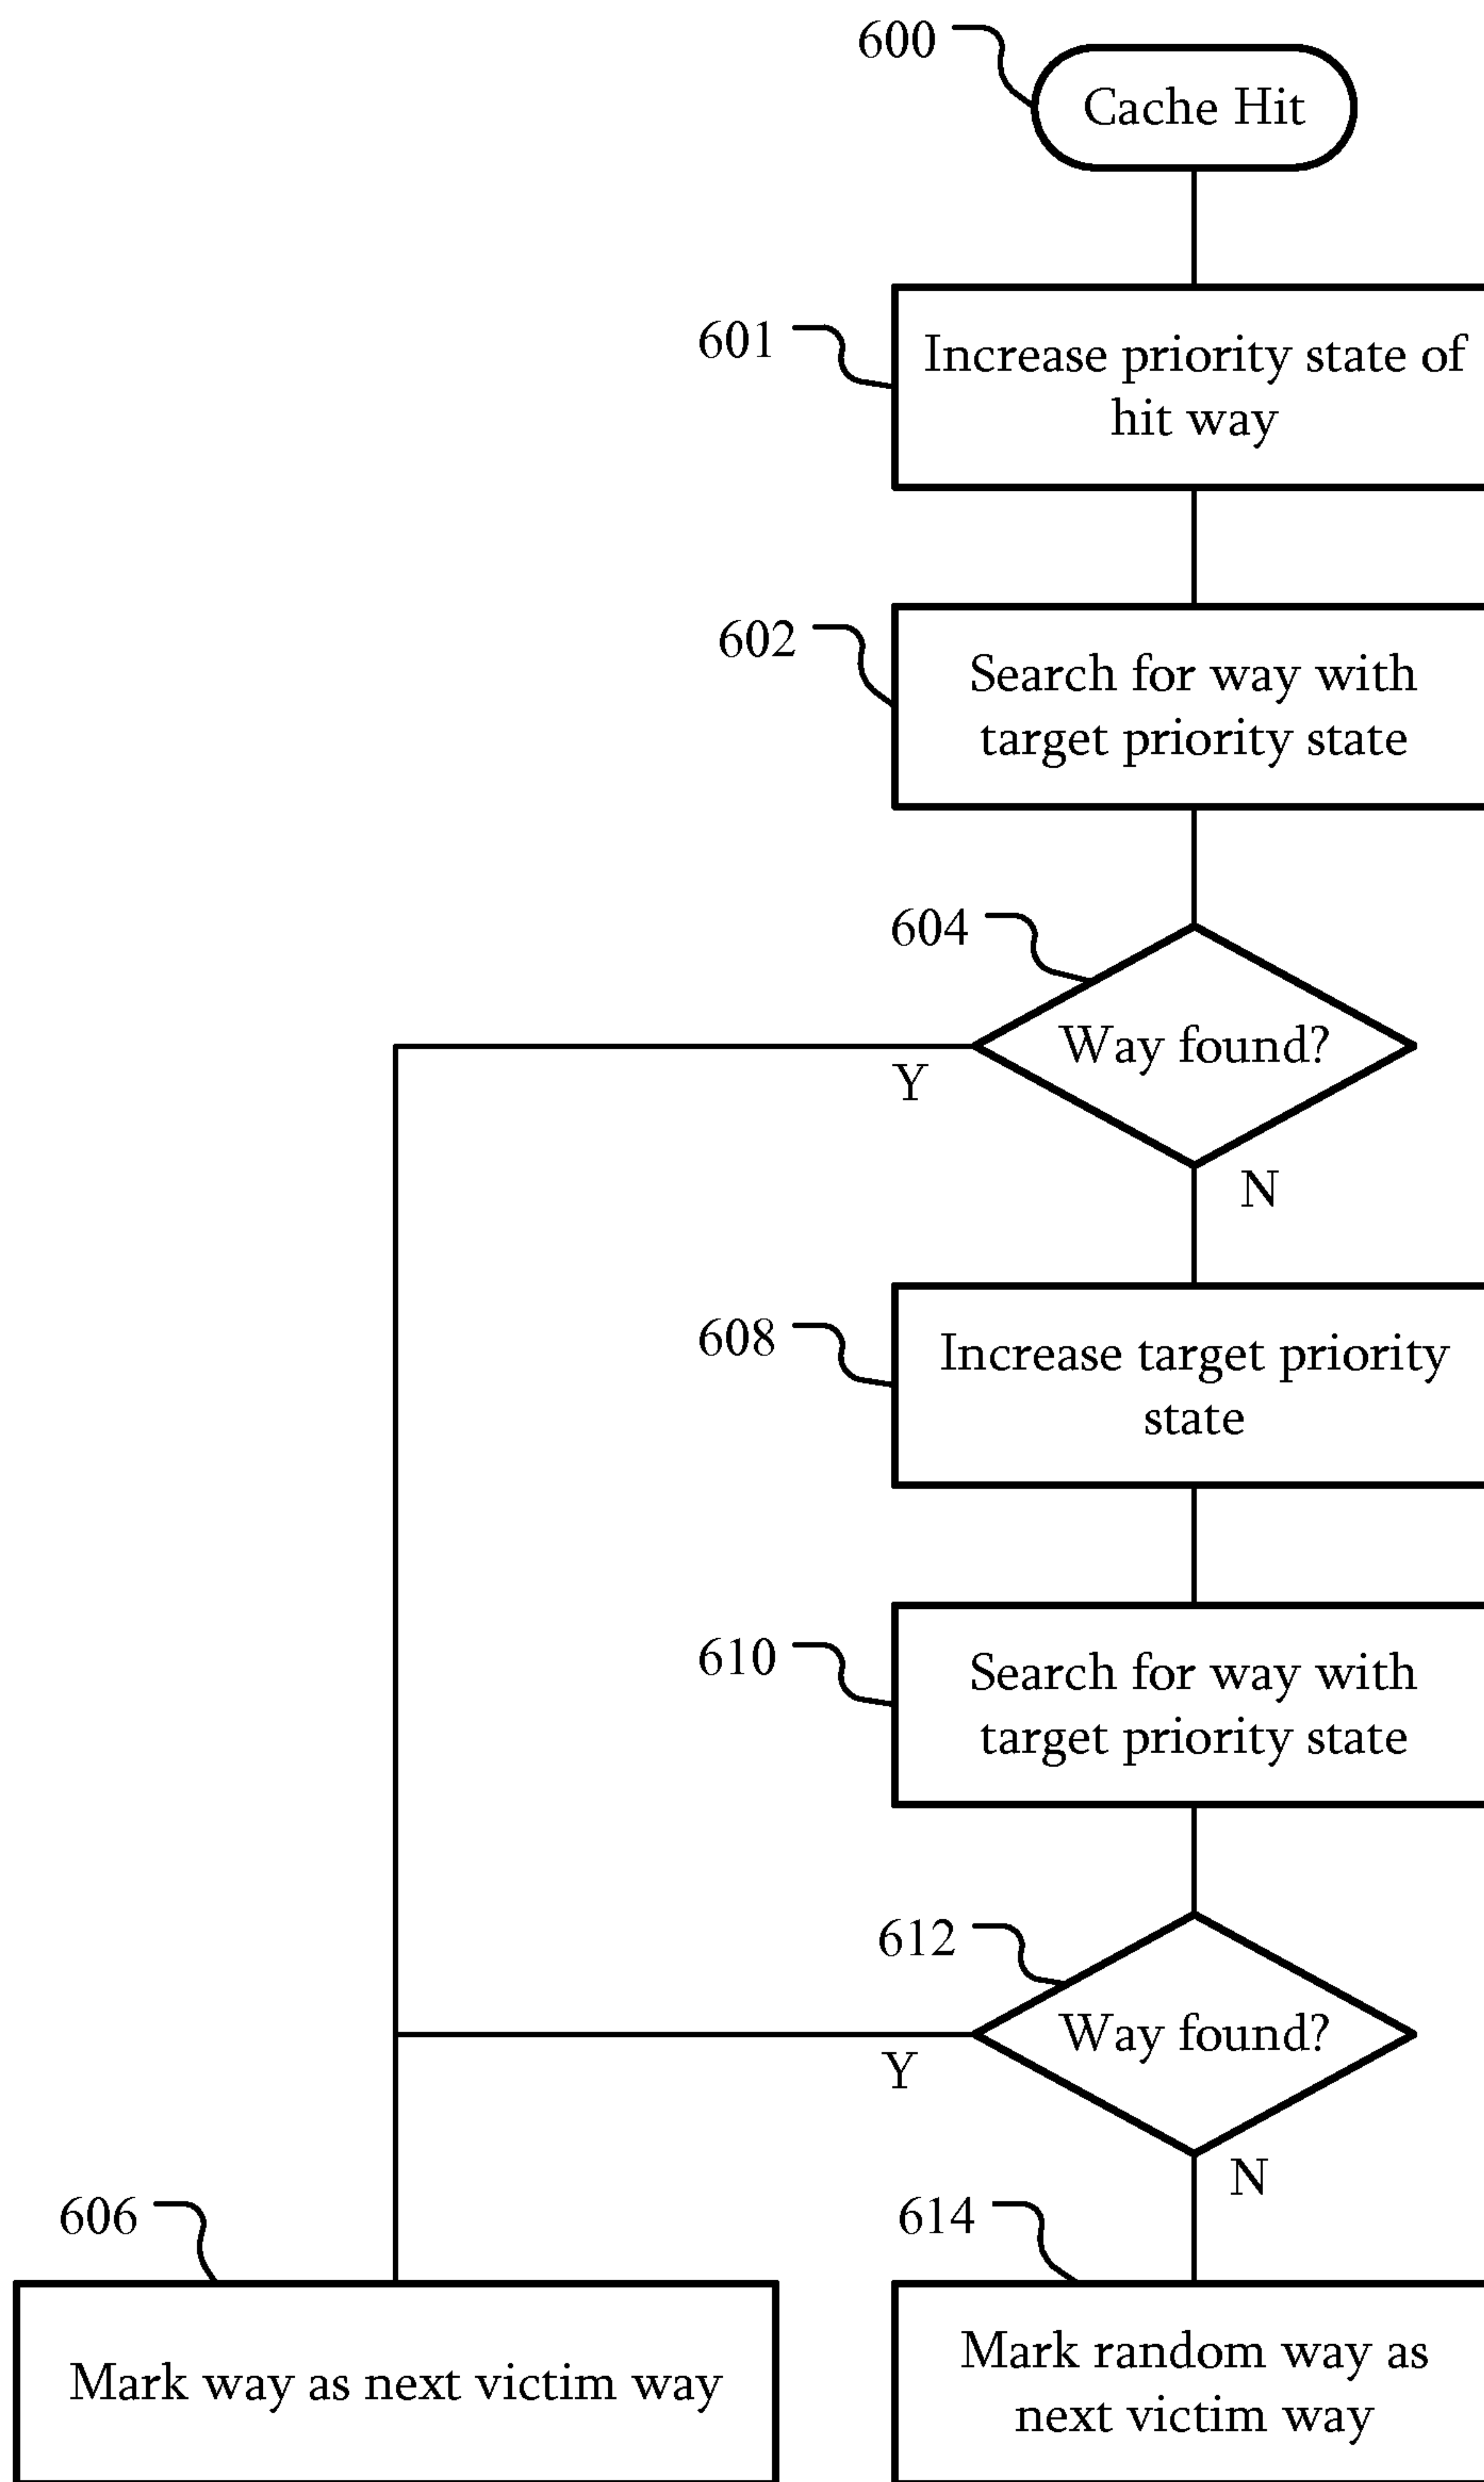 600
Cache Hit
601
Increase priority state of
hit way
602
Search for way with
target priority state
604
Way found?
Y
N
608
Increase target priority
state
610
Search for way with
target priority state
612
Way found?
Y
N
606
614
Mark way as next victim way
Mark random way as
next victim way